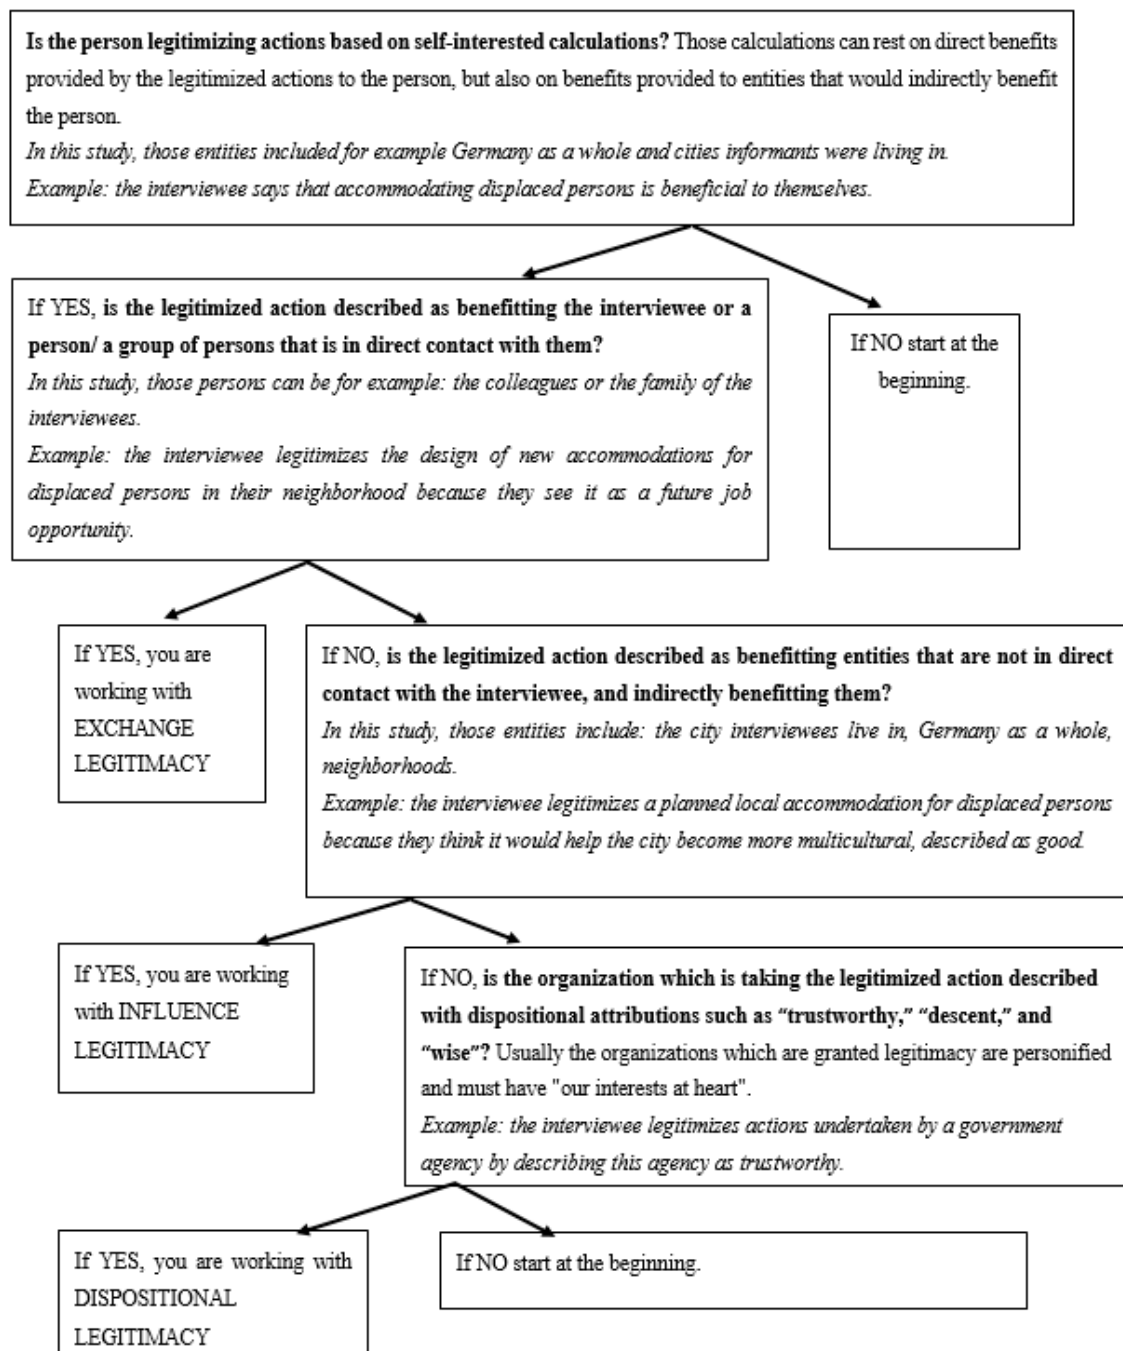 Is the person legitimizing actions based on self-interested calculations? Those calculations can rest on direct benefits
provided by the legitimized actions to the person, but also on benefits provided to entities that would indirectly benefit
the person.
In this study, those entities included for example Germany as a whole and cities informants were living in.
Example: the interviewee says that accommodating displaced persons is beneficial to themselves.
If YES, is the legitimized action described as benefitting the interviewee or a
person/ a group of persons that is in direct contact with them?
In this study, those persons can be for example: the colleagues or the family of the
interviewees.
Example: the interviewee legitimizes the design of new accommodations for
displaced persons in their neighborhood because they see it as a future job
opportunity.
If NO start at the
beginning.
If YES, you are
working with
EXCHANGE
LEGITIMACY
If NO, is the legitimized action described as benefitting entities that are not in direct
contact with the interviewee, and indirectly benefitting them?
In this study, those entities include: the city interviewees live in, Germany as a whole,
neighborhoods.
Example: the interviewee legitimizes a planned local accommodation for displaced persons
because they think it would help the city become more multicultural, described as good.
If YES, you are working
with INFLUENCE
LEGITIMACY
If NO, is the organization which is taking the legitimized action described
with dispositional attributions such as “trustworthy,” “descent,” and
“wise”? Usually the organizations which are granted legitimacy are personified
and must have "our interests at heart".
Example: the interviewee legitimizes actions undertaken by a government
agency by describing this agency as trustworthy.
If YES, you are working with
DISPOSITIONAL
LEGITIMACY
If NO start at the beginning.